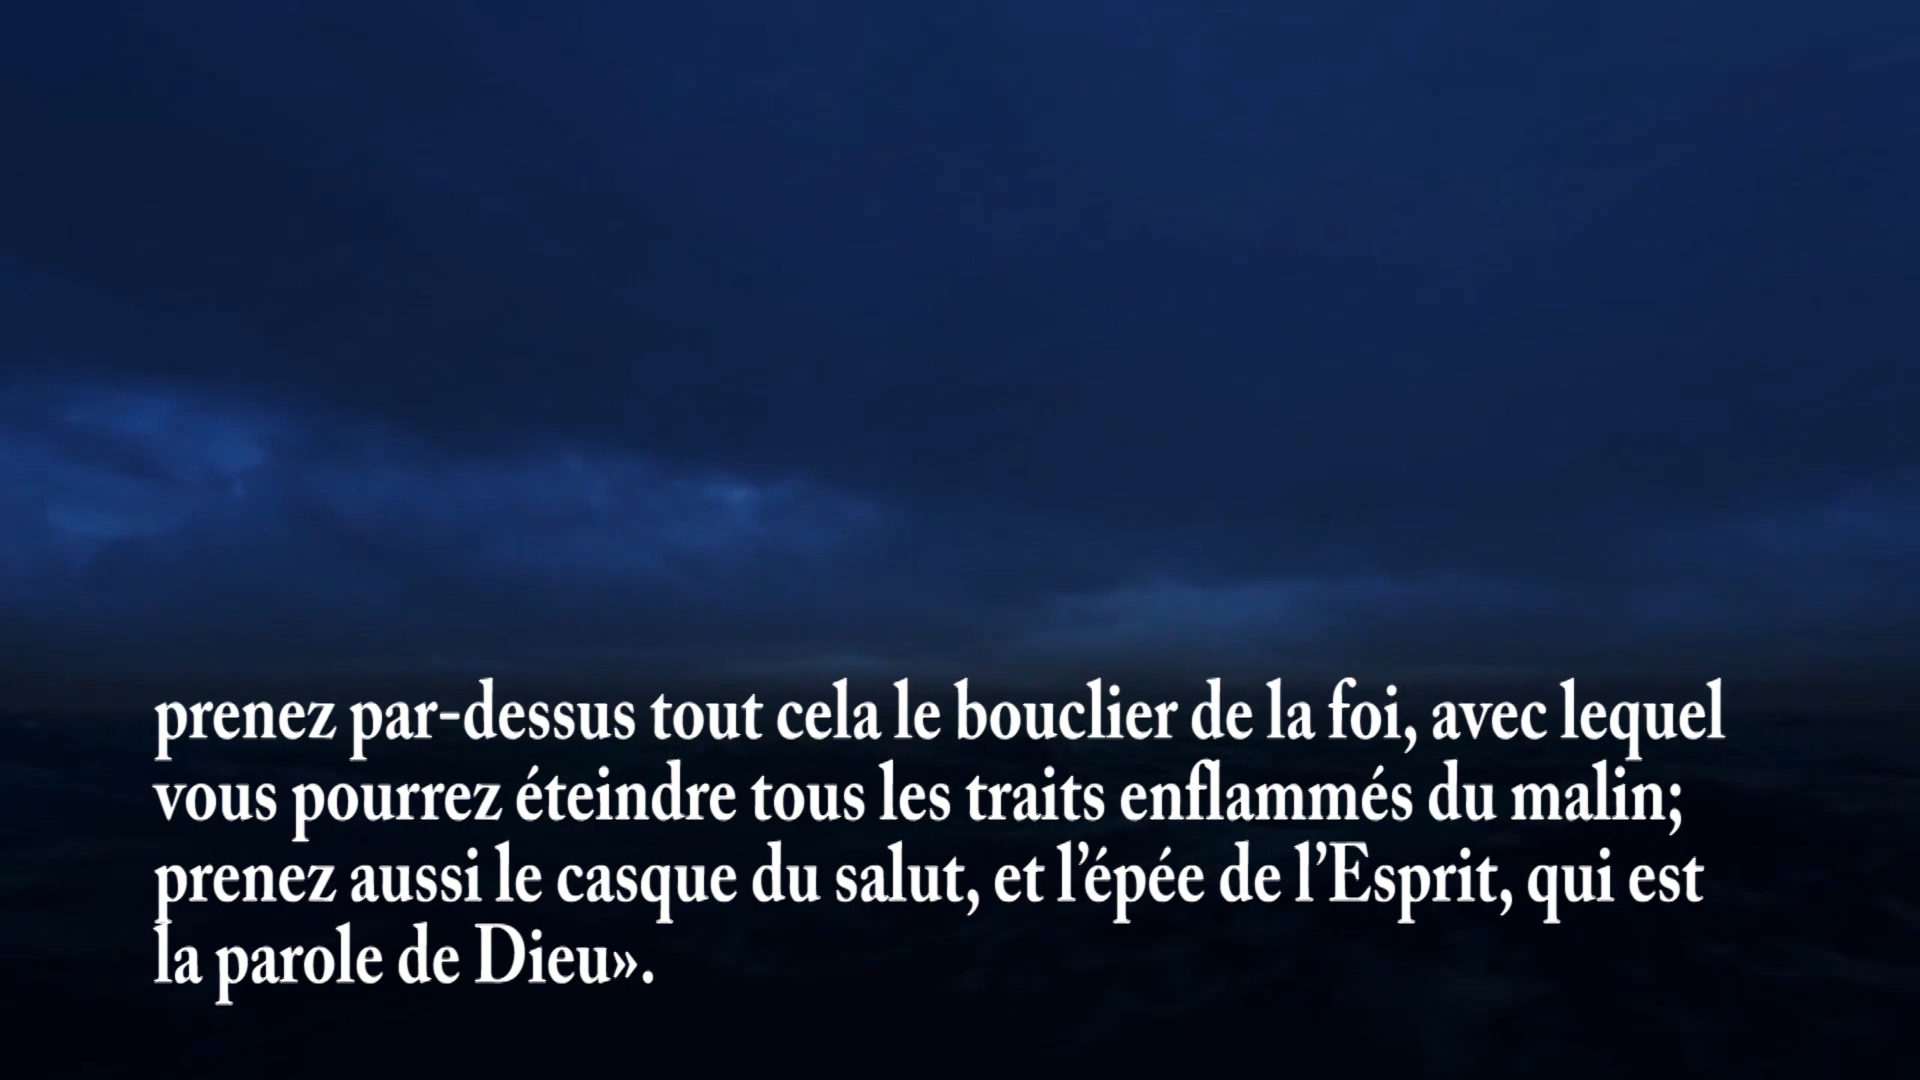 prenez par-dessus tout cela le bouclier de la foi, avec lequel
vous pourrez éteindre tous les traits enflammés du malin;
prenez aussi le casque du salut, et l’épée de l’Esprit, qui est
la parole de Dieu».